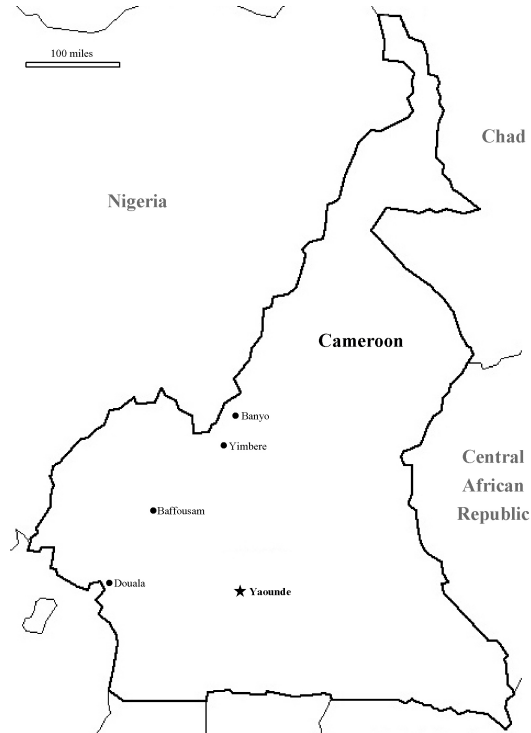 100 miles
Chad
Nigeria
Cameroon
Banyo
Yimbere
Central
African
Republic
Baffousam
Douala
Yaounde